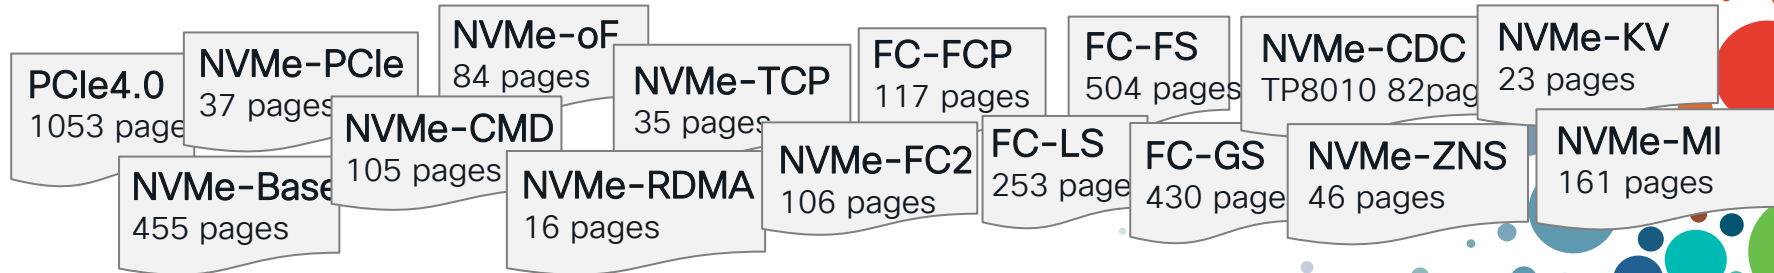 PCIe4.0
1053 page
NVMe-PCIe
37 pages
NVMe-Base
455 pages
NVMe-oF
84 pages
NVMe-CMD
105 pages
NVMe-RDMA
16 pages
NVMe-TCP
35 pages
NVMe-FC2
106 pages
FC-FCP
117 pages
FC-LS
253 page
FC-FS
504 pages
FC-GS
430 page
NVMe-CDC
TP8010 82pag
NVMe-ZNS
46 pages
NVMe-KV
23 pages
NVMe-MI
161 pages